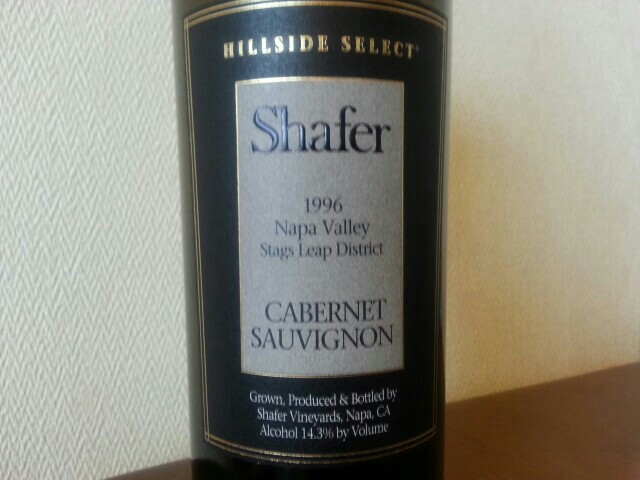 HILLSIDE SELECT
Shafer
1996
Napa Valley
Stags Leap District
CABERNET
SAUVIGNON
Grown, Produced & Bottled by
Shafer Vineyards, Napa, CA
Alcohol 14.3% by Volume